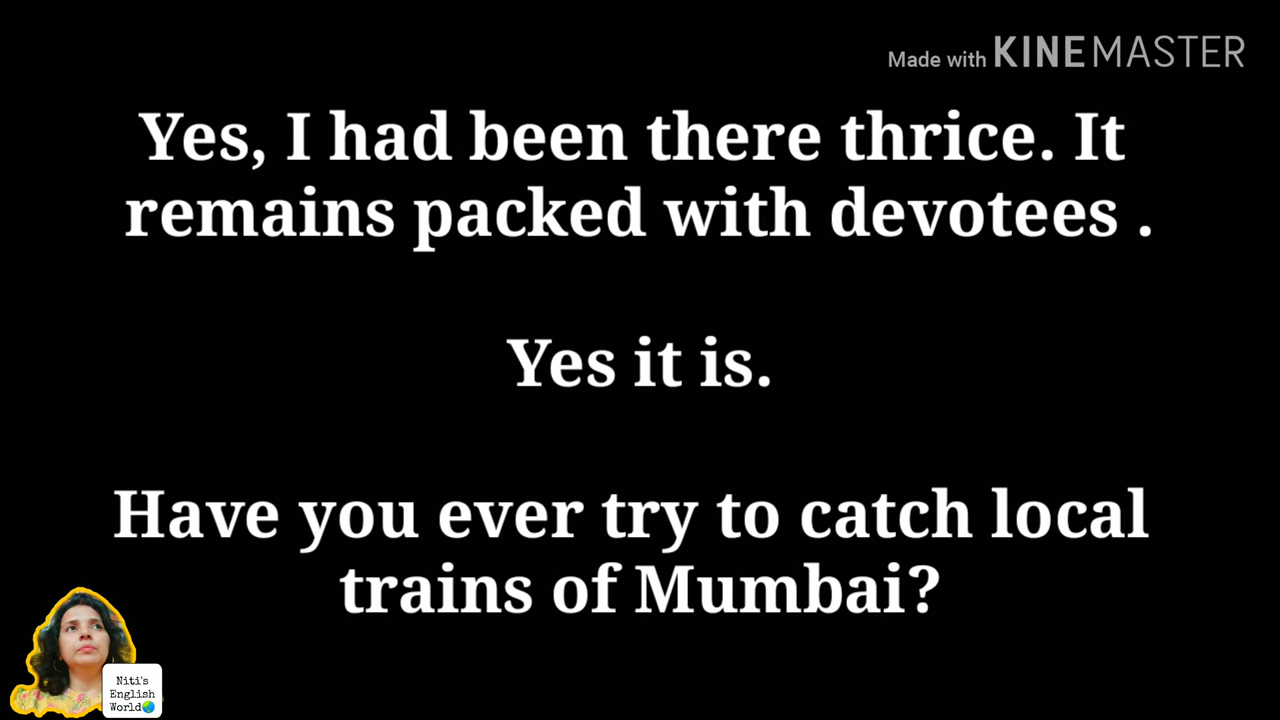 Made with KINEMASTER
Yes, I had been there thrice. It
remains packed with devotees .
Yes it is.
Have you ever try to catch local
trains of Mumbai?
Niti's
English
World